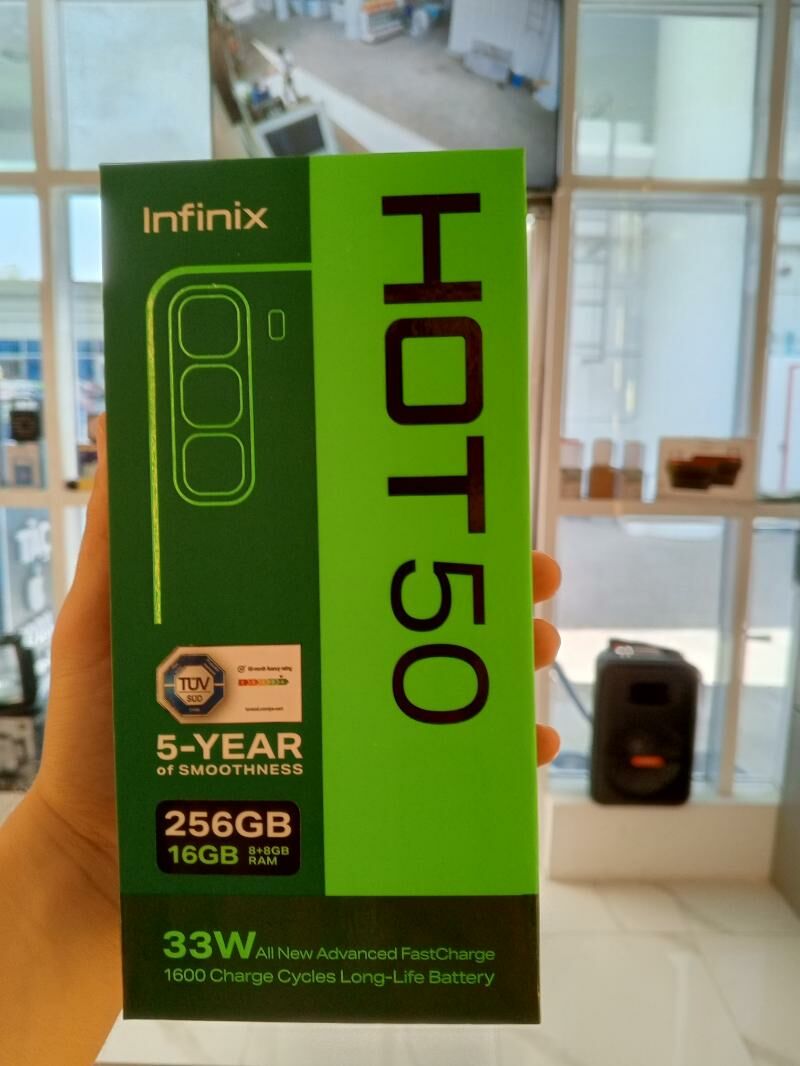 Infinix
HOT 50
TÜV
SÜD
5-YEAR
of SMOOTHNESS
256GB
16GB 8+8GB
RAM
33W All New Advanced FastCharge
1600 Charge Cycles Long-Life Battery